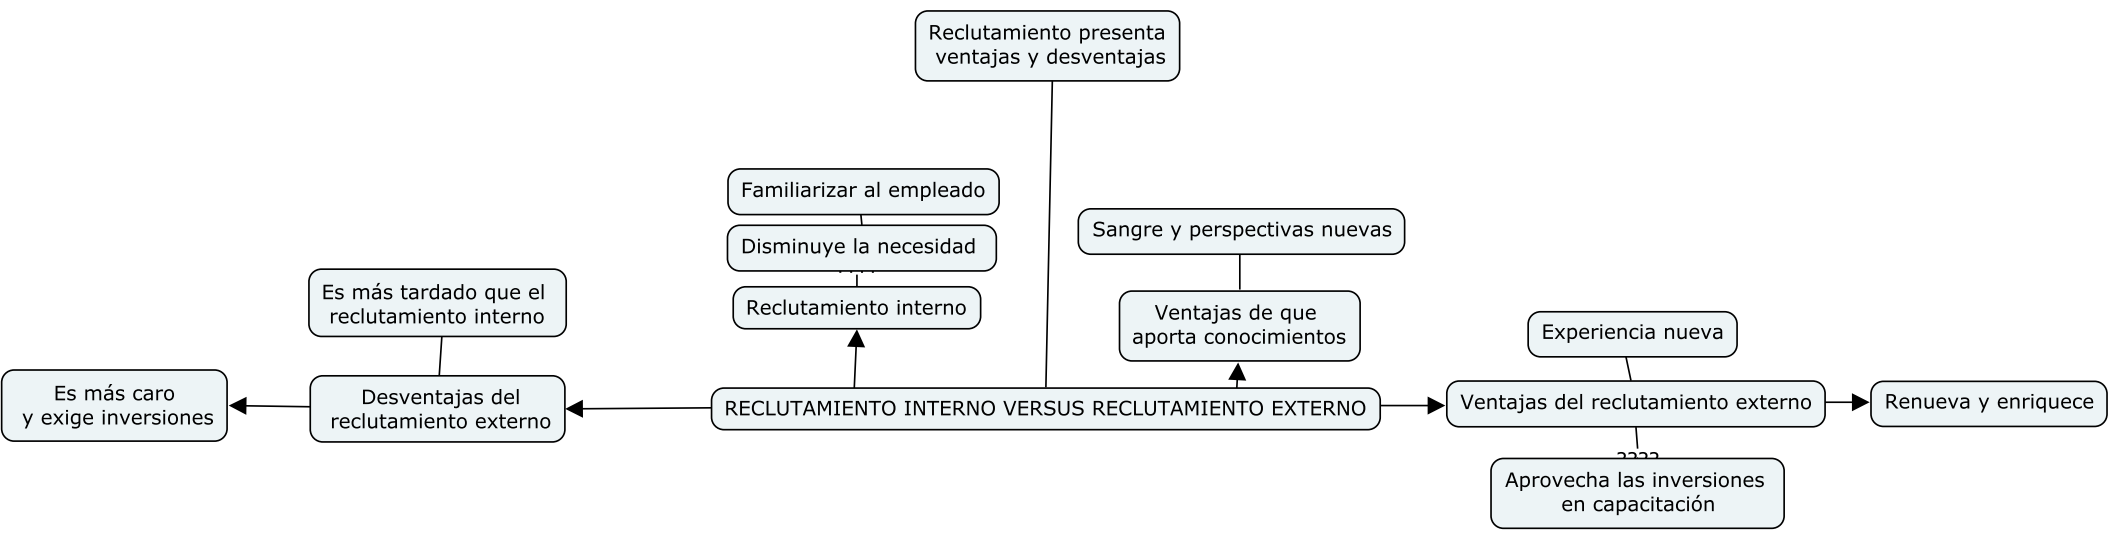 Reclutamiento presenta
ventajas y desventajas
Familiarizar al empleado
Disminuye la necesidad
Reclutamiento interno
Sangre y perspectivas nuevas
Ventajas de que
aporta conocimientos
Es más tardado que el
reclutamiento interno
Es más caro
y exige inversiones
Desventajas del
reclutamiento externo
RECLUTAMIENTO INTERNO VERSUS RECLUTAMIENTO EXTERNO
Experiencia nueva
Ventajas del reclutamiento externo
Renueva y enriquece
????
Aprovecha las inversiones
en capacitación